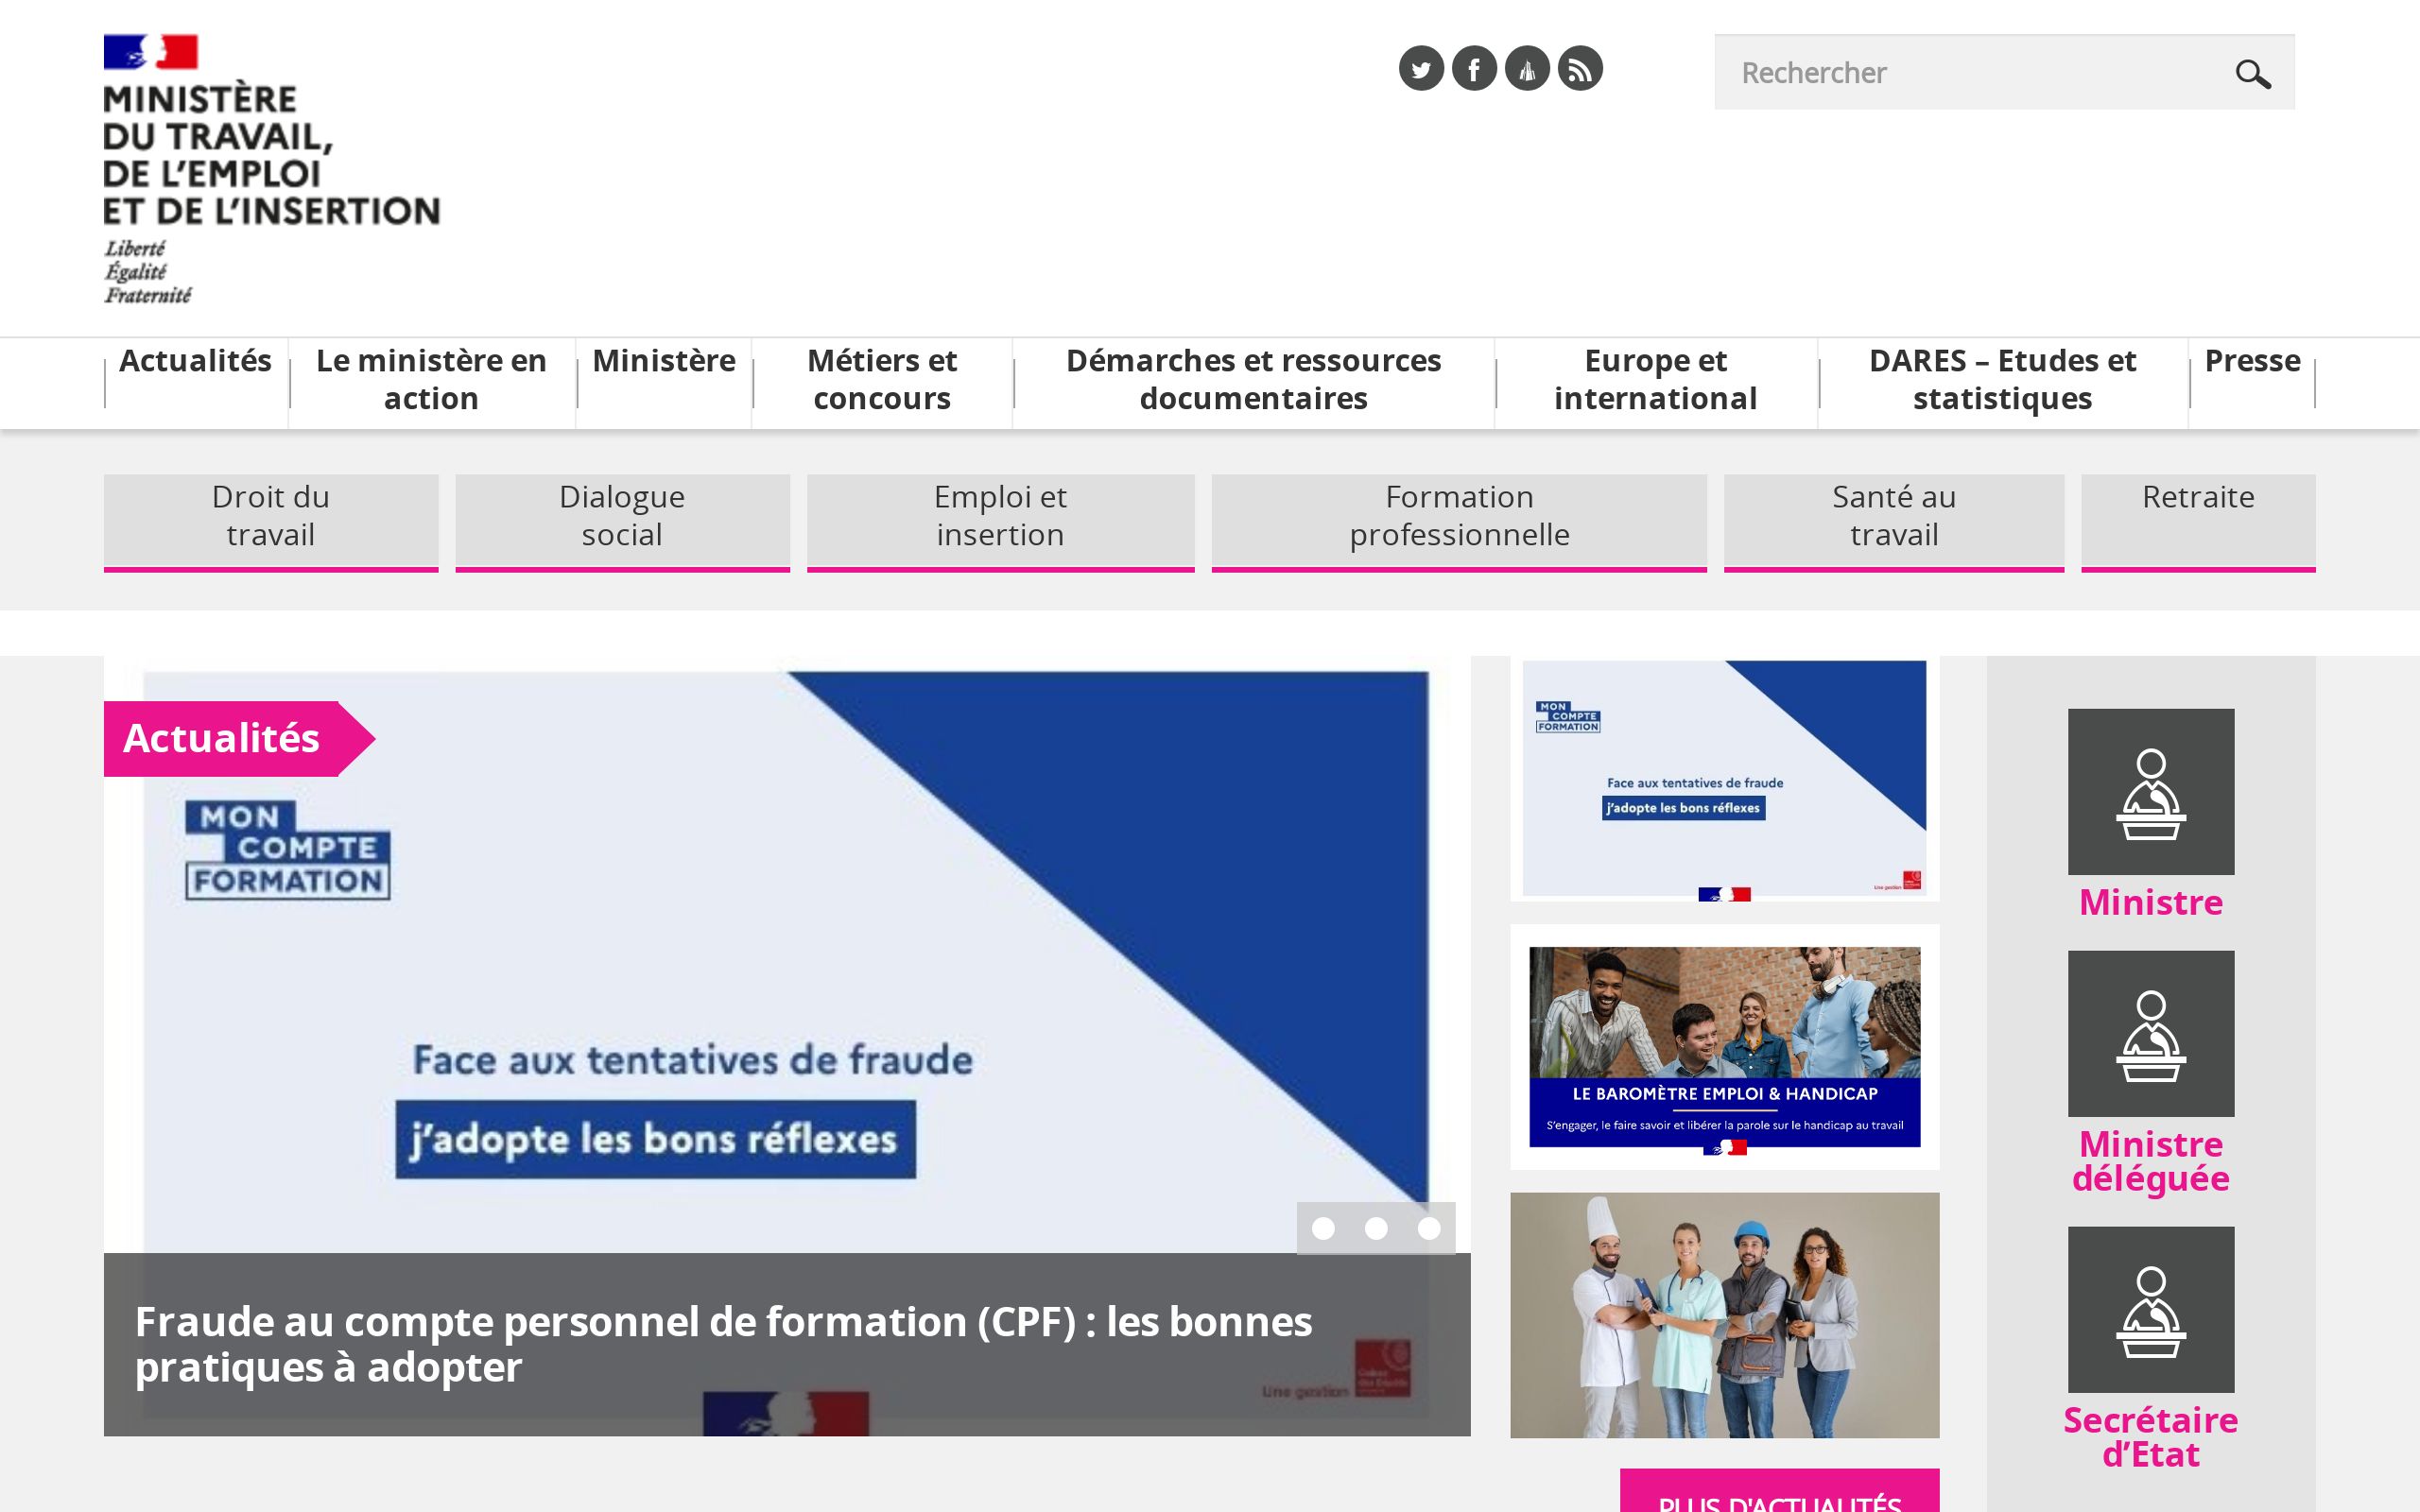 MINISTÈRE
DU TRAVAIL,
DE L'EMPLOI
ET DE L'INSERTION
Liberté
Égalité
Fraternité
Rechercher
Actualités
Le ministère en
action
Ministère
Métiers et
concours
Démarches et ressources
documentaires
Europe et
international
DARES – Etudes et
statistiques
Presse
Droit du
travail
Dialogue
social
Emploi et
insertion
Formation
professionnelle
Santé au
travail
Retraite
Actualités
MON
COMPTE
FORMATION
Face aux tentatives de fraude
j'adopte les bons réflexes
Fraude au compte personnel de formation (CPF) : les bonnes
pratiques à adopter
Une gestion
MON
COMPTE
FORMATION
Face aux tentatives de fraude
j'adopte les bons réflexes
Une gestion
LE BAROMÈTRE EMPLOI & HANDICAP
S'engager, le faire savoir et libérer la parole sur le handicap au travail
PLUS D'ACTUALITÉS
Ministre
Ministre
déléguée
Secrétaire
d’Etat